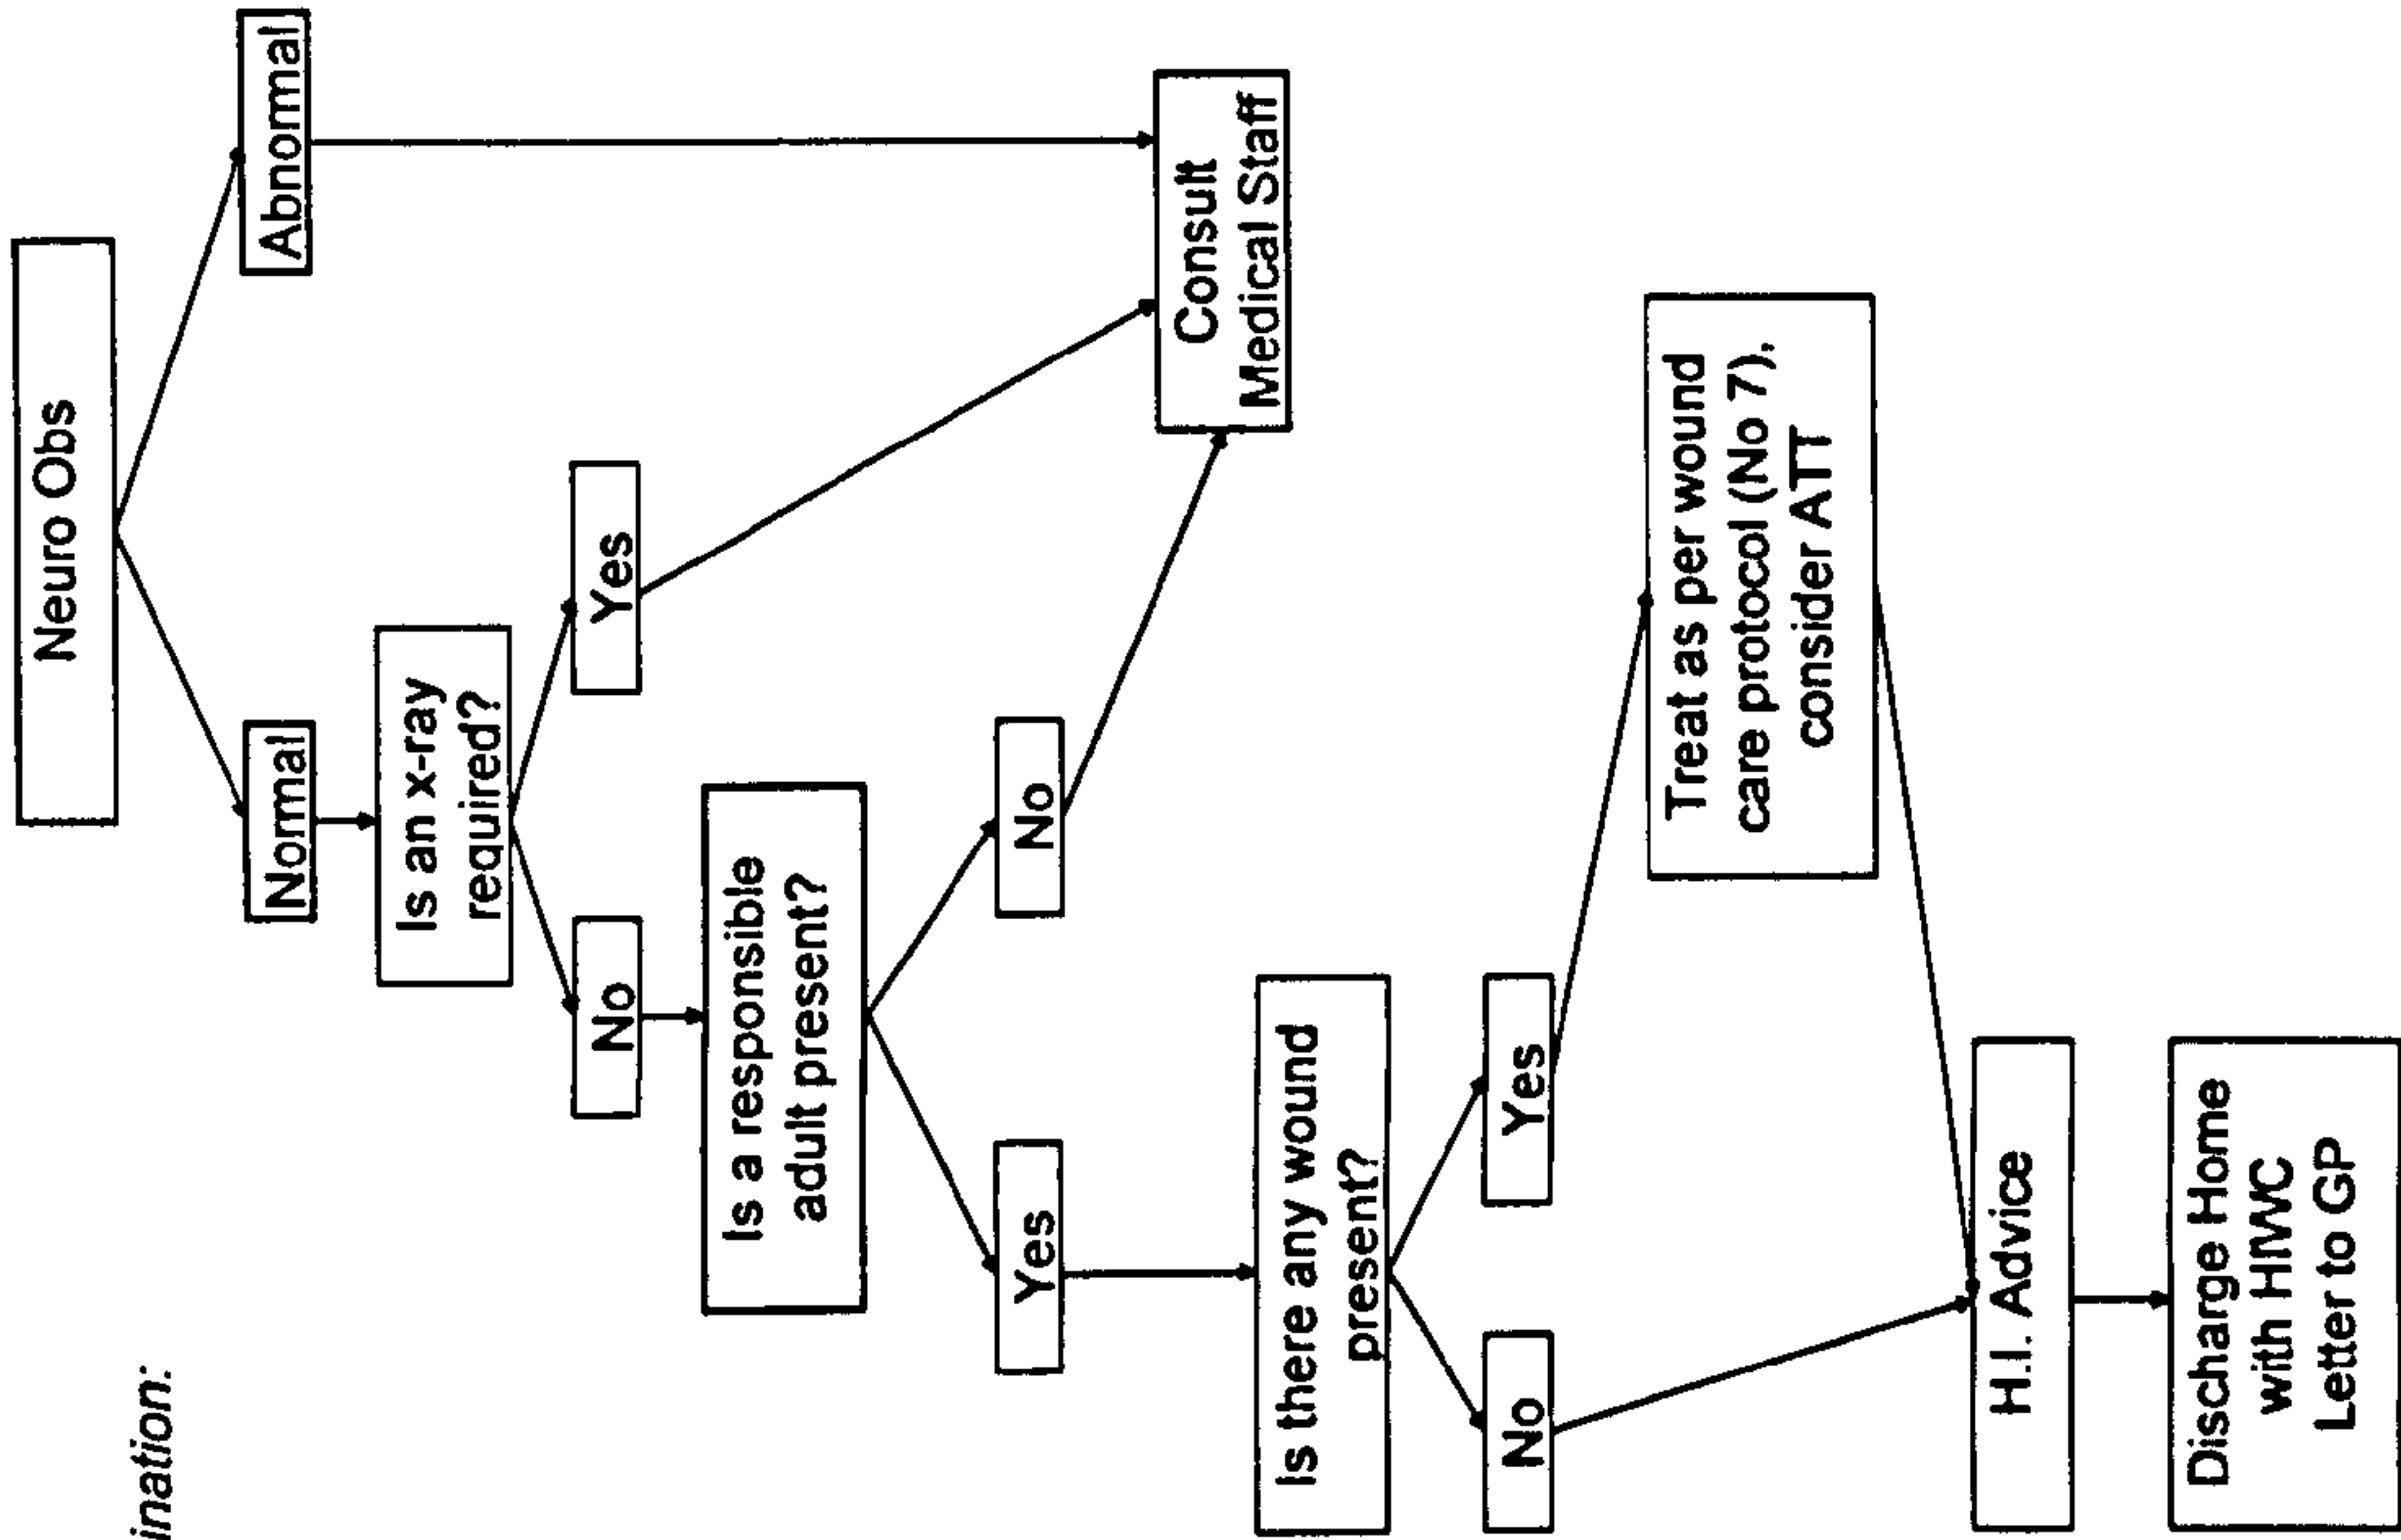 ination:
Neuro Obs
Normal
Abnormal
Is an x-ray
required?
No
Yes
Is a responsible
adult present?
Yes
No
Consult
Medical Staff
Is there any wound
present?
No
Yes
Treat as per wound
care protocol (No 7),
consider ATT
H.I. Advice
Discharge Home
with HWC
Letter to GP